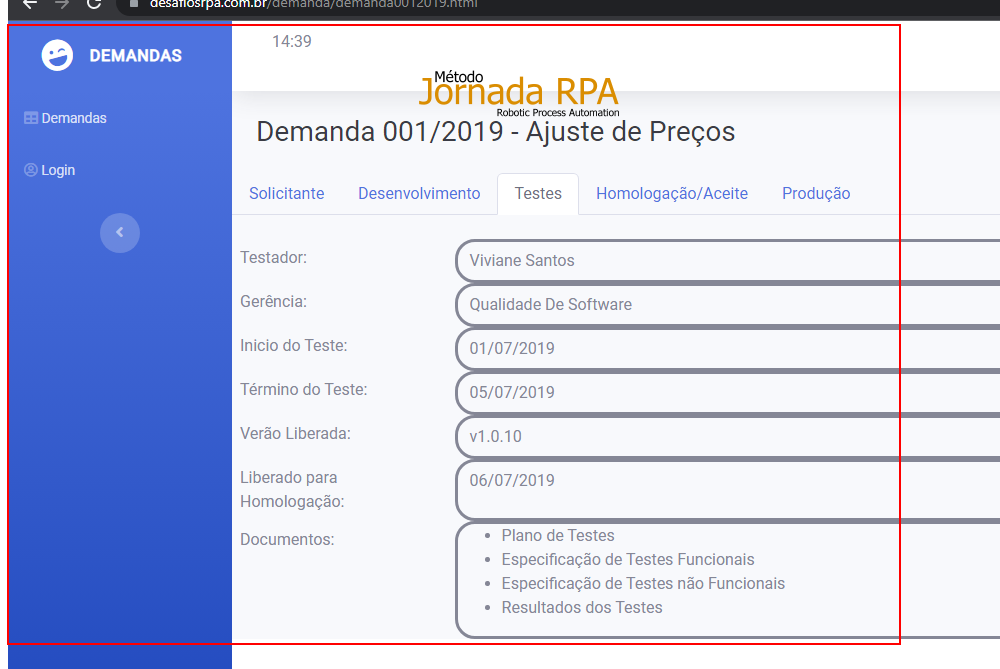 desafiosrpa.com.br/demanda/demanda0012019.html
DEMANDAS
Demandas
Login
14:39
Método
Jornada RPA
Robotic Process Automation
Demanda 001/2019 - Ajuste de Preços
Solicitante Desenvolvimento Testes Homologação/Aceite Produção
Testador: Viviane Santos
Gerência: Qualidade De Software
Inicio do Teste: 01/07/2019
Término do Teste: 05/07/2019
Verão Liberada: v1.0.10
Liberado para 06/07/2019
Homologação:
Documentos:
• Plano de Testes
• Especificação de Testes Funcionais
• Especificação de Testes não Funcionais
• Resultados dos Testes